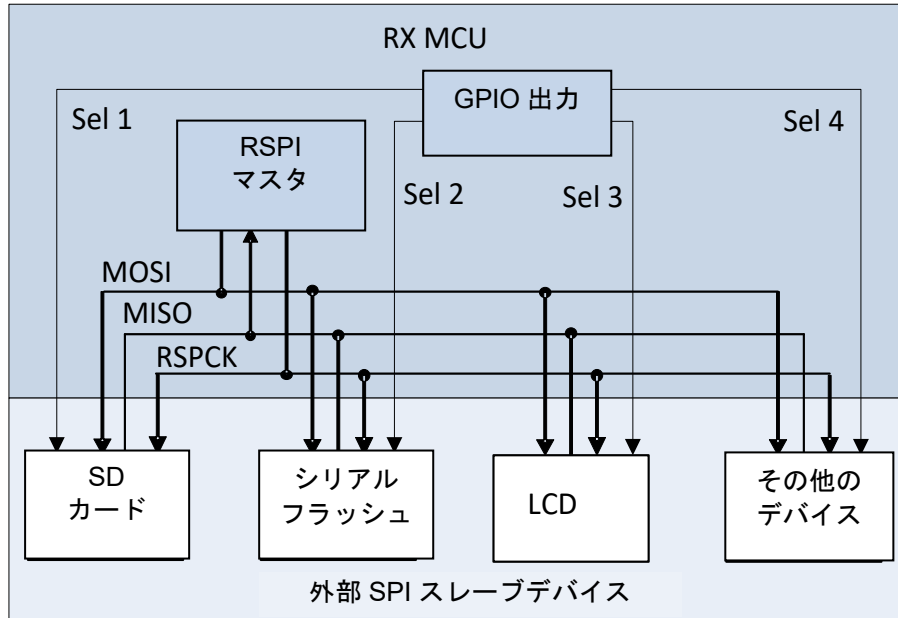 RX MCU
GPIO 出力
Sel 1
Sel 4
RSPI
マスタ
Sel 2
Sel 3
MOSI
MISO
RSPCK
SD
カード
シリアル
フラッシュ
LCD
その他の
デバイス
外部 SPI スレーブデバイス